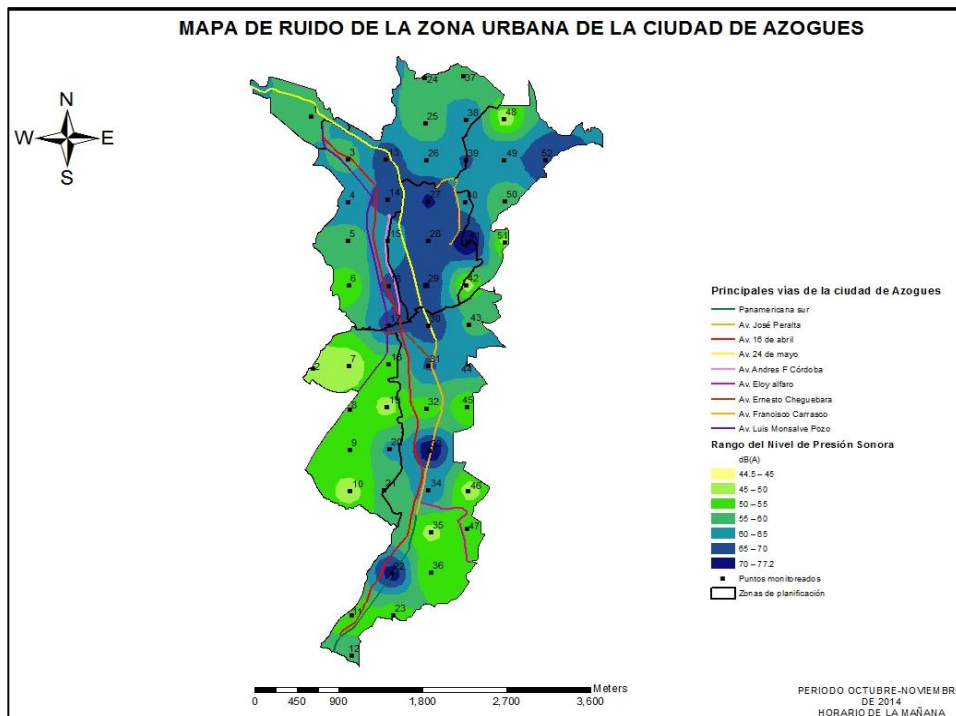 MAPA DE RUIDO DE LA ZONA URBANA DE LA CIUDAD DE AZOGUES
N
W E
S
24 37
25 38 48
3 13 26 39 49 52
4 14 27 40 50
5 15 28 51
6 16 29 42
17 30 43
2 7 18 31 44
8 19 32 45
9 20 33
10 21 34 46
35 47
22 36
11 23
12
Principales vías de la ciudad de Azogues
Panamericana sur
Av. José Peralta
Av. 16 de abril
Av. 24 de mayo
Av. Andres F Córdoba
Av. Eloy alfaro
Av. Ernesto Cheguebara
Av. Francisco Carrasco
Av. Luis Monsalve Pozo
Rango del Nivel de Presión Sonora
dB(A)
44.5 – 45
45 – 50
50 – 55
55 – 60
60 – 65
65 – 70
70 – 77.2
Puntos monitoreados
Zonas de planificación
Meters
0 450 900 1,800 2,700 3,600
PERIODO OCTUBRE-NOVIEMBRE
DE 2014
HORARIO DE LA MAÑANA